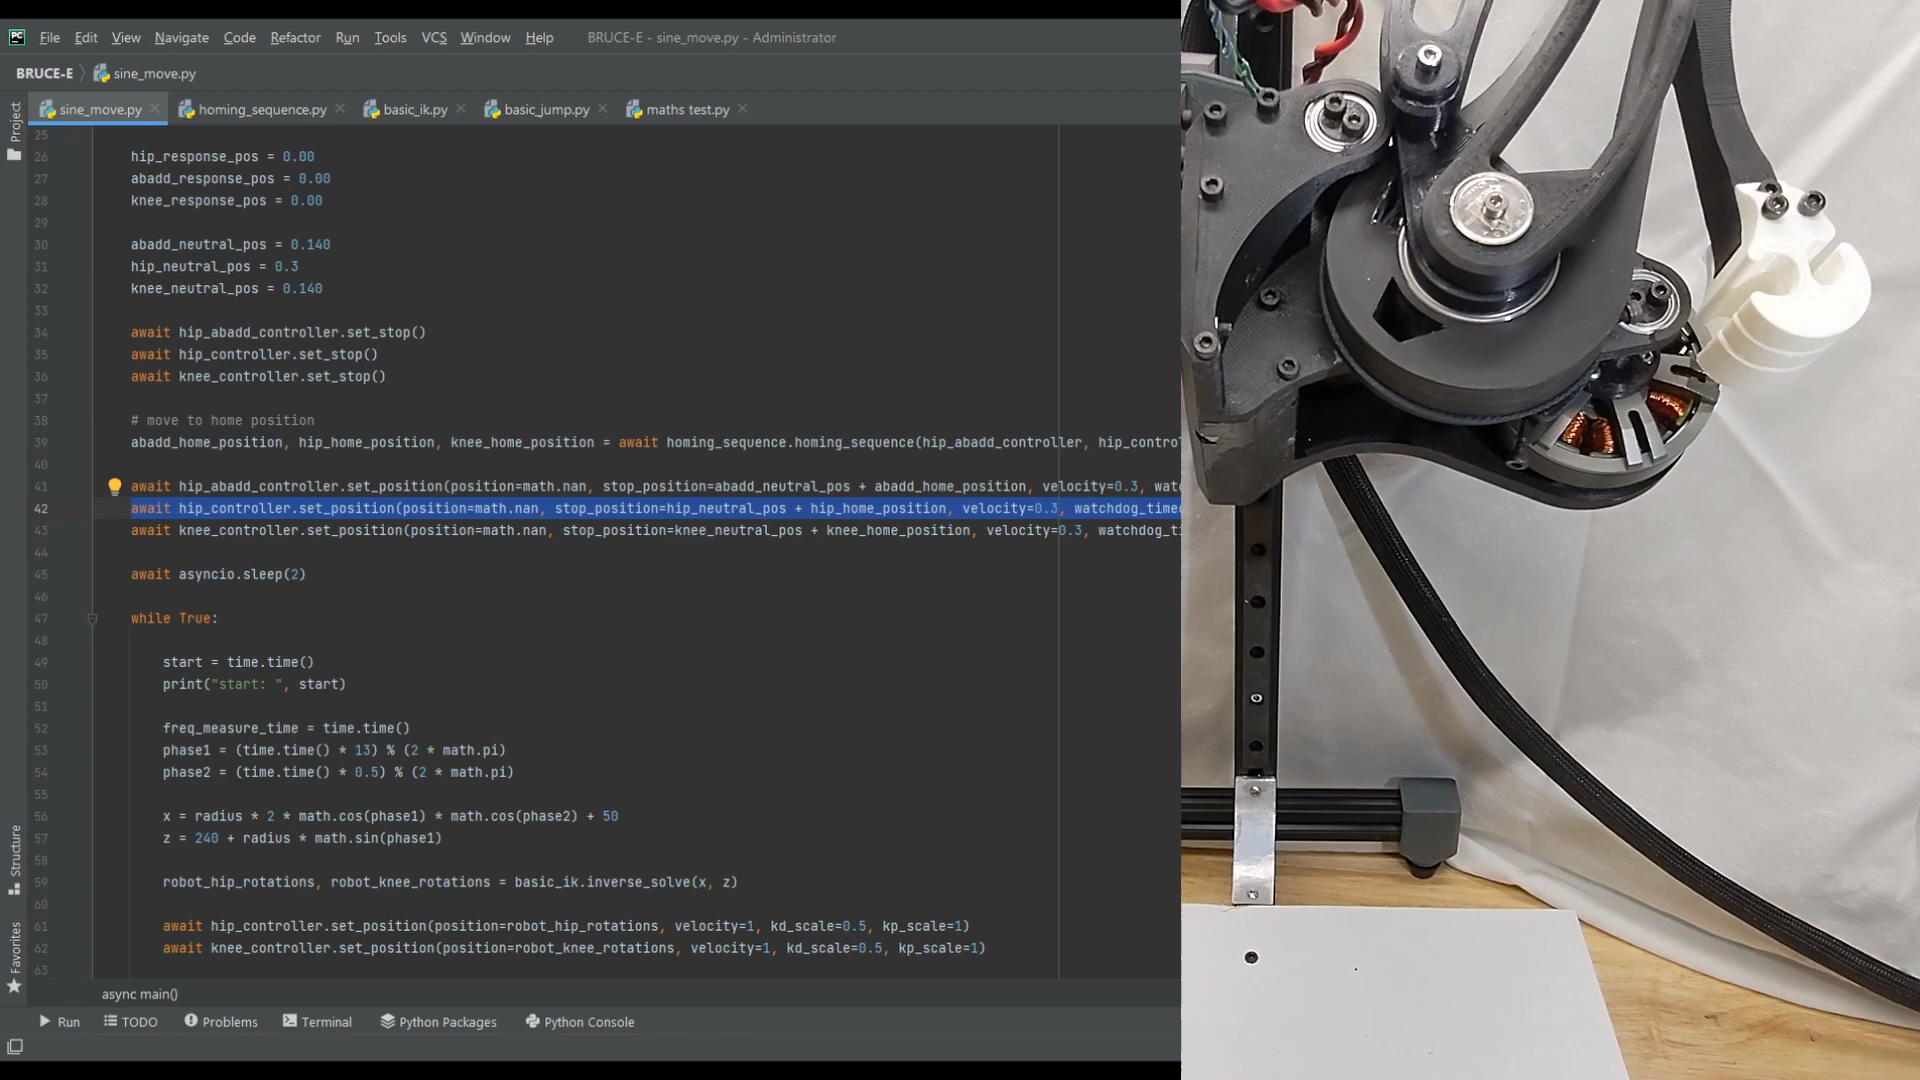 PC File Edit View Navigate Code Refactor Run Tools VCS Window Help BRUCE-E - sine_move.py - Administrator
BRUCE-E sine_move.py
sine_move.py homing_sequence.py basic_ik.py basic_jump.py maths test.py
Project
25
26 hip_response_pos = 0.00
27 abadd_response_pos = 0.00
28 knee_response_pos = 0.00
29
30 abadd_neutral_pos = 0.140
31 hip_neutral_pos = 0.3
32 knee_neutral_pos = 0.140
33
34 await hip_abadd_controller.set_stop()
35 await hip_controller.set_stop()
36 await knee_controller.set_stop()
37
38 # move to home position
39 abadd_home_position, hip_home_position, knee_home_position = await homing_sequence.homing_sequence(hip_abadd_controller, hip_control
40
41 await hip_abadd_controller.set_position(position=math.nan, stop_position=abadd_neutral_pos + abadd_home_position, velocity=0.3, wat
42 await hip_controller.set_position(position=math.nan, stop_position=hip_neutral_pos + hip_home_position, velocity=0.3, watchdog_timeo
43 await knee_controller.set_position(position=math.nan, stop_position=knee_neutral_pos + knee_home_position, velocity=0.3, watchdog_ti
44
45 await asyncio.sleep(2)
46
47 while True:
48
49 start = time.time()
50 print("start: ", start)
51
52 freq_measure_time = time.time()
53 phase1 = (time.time() * 13) % (2 * math.pi)
54 phase2 = (time.time() * 0.5) % (2 * math.pi)
55
56 x = radius * 2 * math.cos(phase1) * math.cos(phase2) + 50
57 z = 240 + radius * math.sin(phase1)
58
59 robot_hip_rotations, robot_knee_rotations = basic_ik.inverse_solve(x, z)
60
61 await hip_controller.set_position(position=robot_hip_rotations, velocity=1, kd_scale=0.5, kp_scale=1)
62 await knee_controller.set_position(position=robot_knee_rotations, velocity=1, kd_scale=0.5, kp_scale=1)
63
Structure
Favorites
async main()
Run TODO Problems Terminal Python Packages Python Console